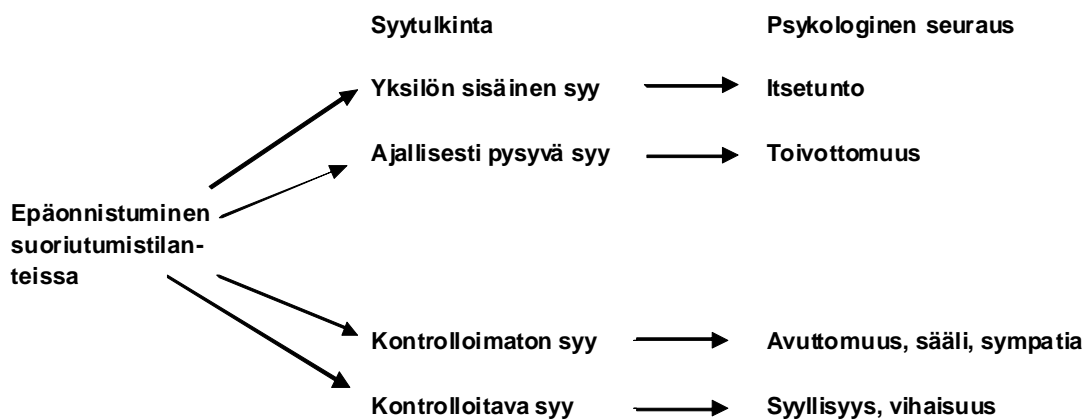 Syytulkinta Psykologinen seuraus
Yksilön sisäinen syy Itsetunto
Ajallisesti pysyvä syy Toivottomuus
Epäonnistuminen
suoriutumistilan-
teissa
Kontrolloimaton syy Avuttomuus, sääli, sympatia
Kontrolloitava syy Syyllisyys, vihaisuus